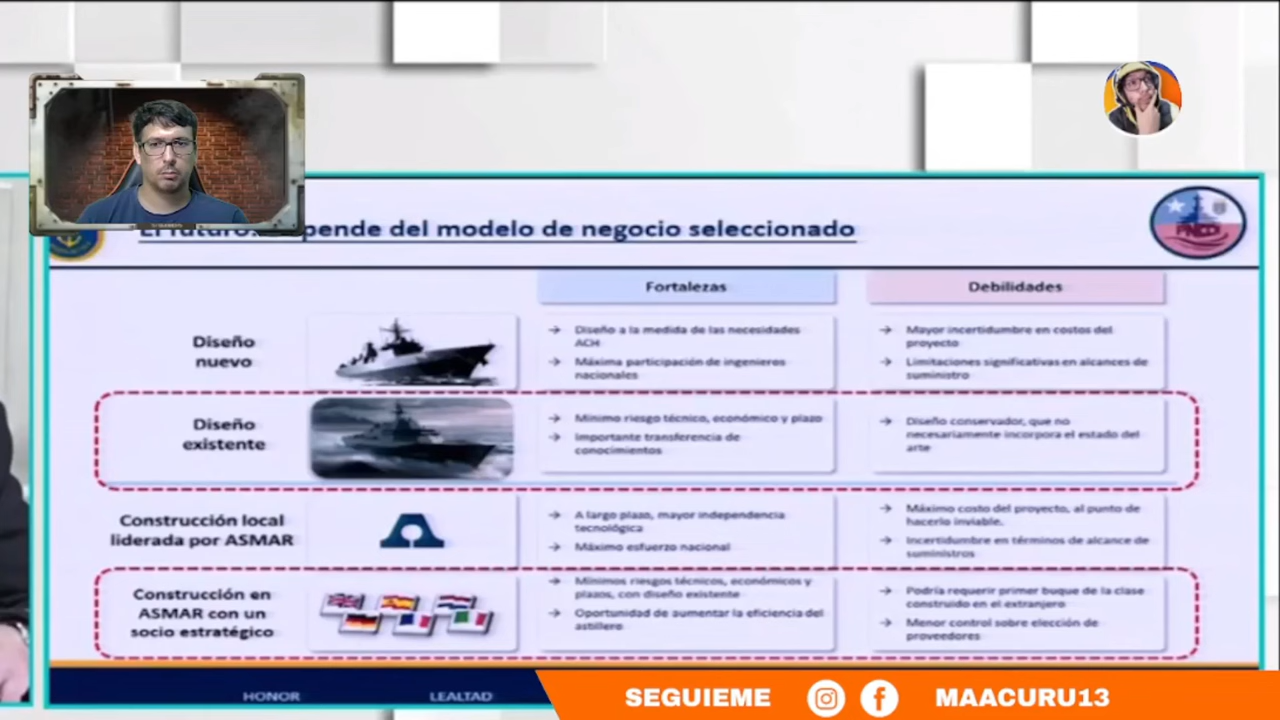 pende del modelo de negocio seleccionado
Fortalezas
Debilidades
Diseño
nuevo
Diseño a la medida de las necesidades
ACH
Máxima participación de ingenieros
nacionales
Mayor incertidumbre en costos del
proyecto
Limitaciones significativas en alcances de
suministro
Diseño
existente
Mínimo riesgo técnico, económico y plazo
Importante transferencia de
conocimientos
Diseño conservador, que no
necesariamente incorpora el estado del
arte
Construcción local
liderada por ASMAR
A largo plazo, mayor independencia
tecnológica
Máximo esfuerzo nacional
Máximo costo del proyecto, al punto de
hacerlo inviable.
Incertidumbre en términos de alcance de
suministros
Construcción en
ASMAR con un
socio estratégico
Mínimos riesgos técnicos, económicos y
plazos, con diseño existente
Oportunidad de aumentar la eficiencia del
astillero
Podría requerir primer buque de la clase
construido en el extranjero
Menor control sobre elección de
proveedores
HONOR
LEALTAD
SEGUIEME
MAACURU13